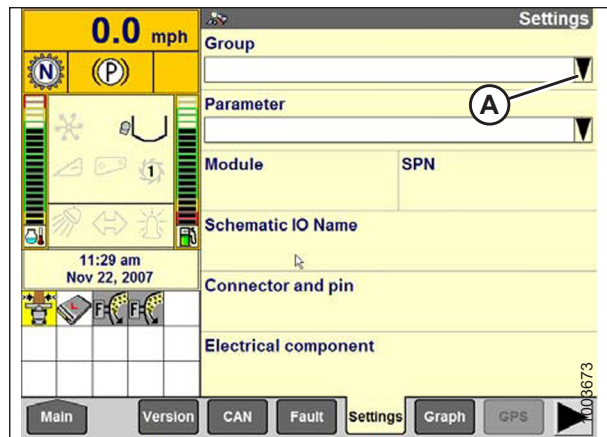 0.0 mph
Settings
Group
N
(P)
A
Parameter
1
Module
SPN
Schematic IO Name
11:29 am
Nov 22, 2007
Connector and pin
L
F
F
Electrical component
1003673
Main
Version
CAN
Fault
Settings
Graph
GPS